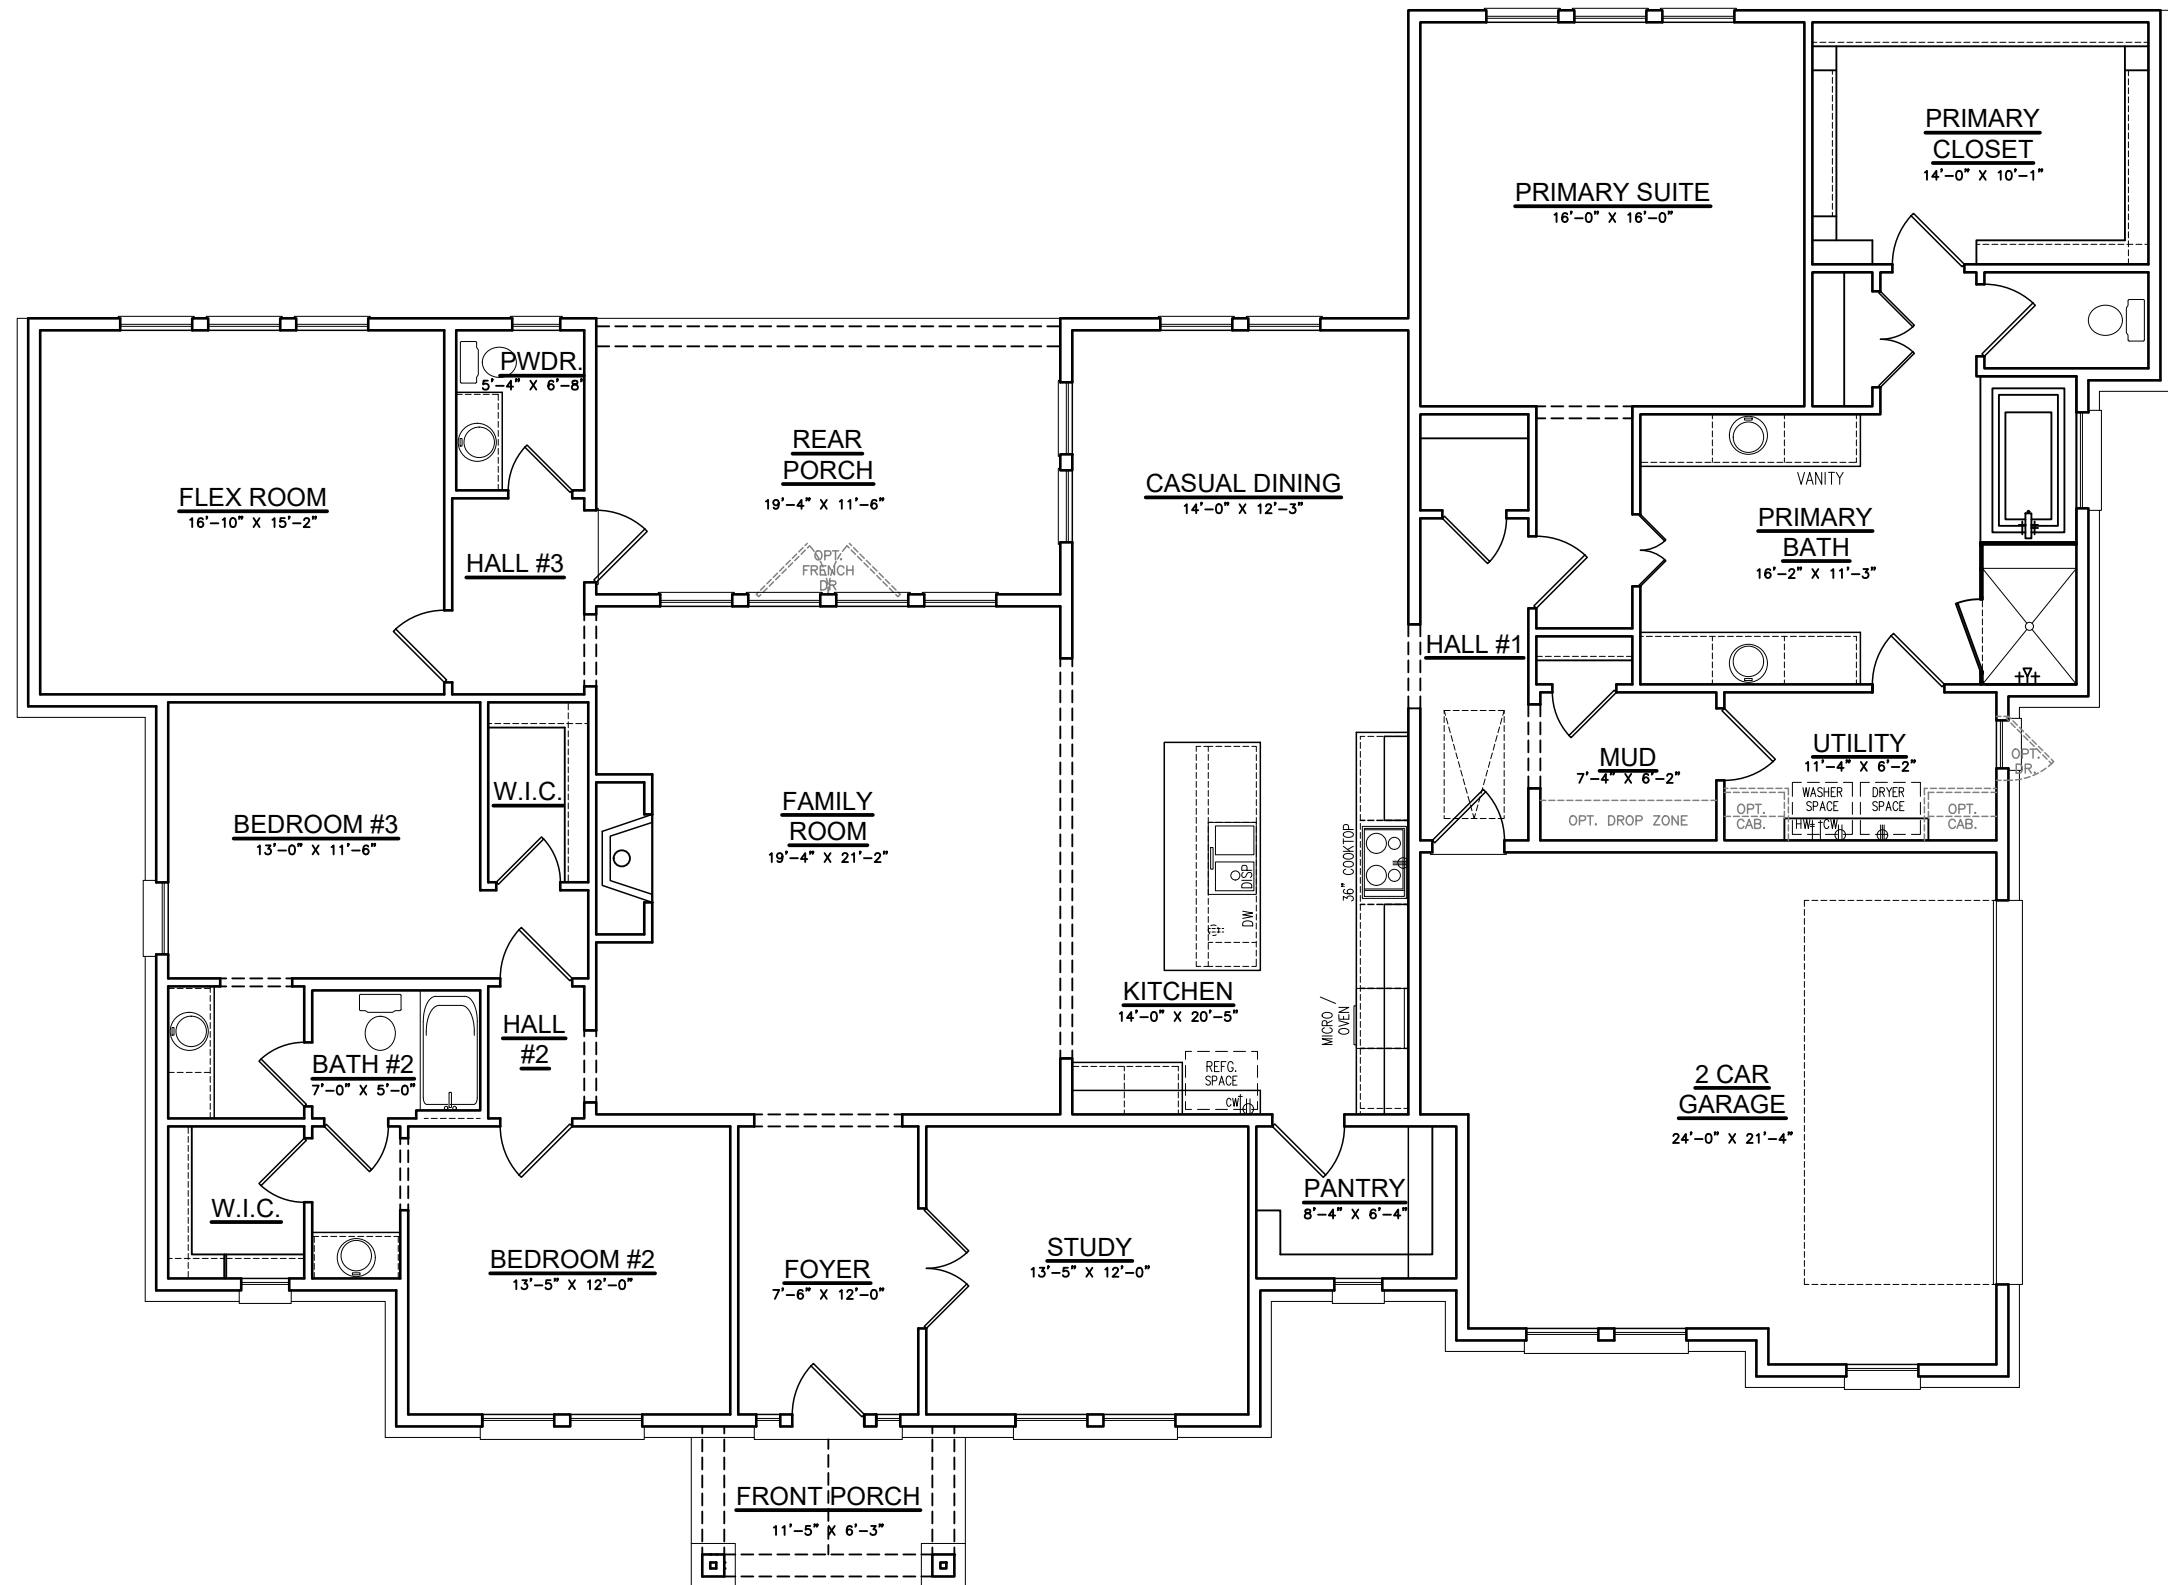 PRIMARY
CLOSET
14'-0" X 10'-1"
PRIMARY SUITE
16'-0" X 16'-0"
PWDR.
5'-4" X 6'-8"
REAR
PORCH
19'-4" X 11'-6"
FLEX ROOM
16'-10" X 15'-2"
CASUAL DINING
14'-0" X 12'-3"
VANITY
PRIMARY
BATH
16'-2" X 11'-3"
HALL #3
OPT.
FRENCH
DR
HALL #1
MUD
7'-4" X 6'-2"
UTILITY
11'-4" X 6'-2"
OPT.
DR.
OPT. DROP ZONE
OPT.
CAB.
WASHER
SPACE
HW
CW
DRYER
SPACE
OPT.
CAB.
W.I.C.
BEDROOM #3
13'-0" X 11'-6"
FAMILY
ROOM
19'-4" X 21'-2"
36" COOKTOP
DISP
DW
KITCHEN
14'-0" X 20'-5"
MICRO /
OVEN
REFG.
SPACE
CW
HALL
#2
BATH #2
7'-0" X 5'-0"
2 CAR
GARAGE
24'-0" X 21'-4"
W.I.C.
BEDROOM #2
13'-5" X 12'-0"
FOYER
7'-6" X 12'-0"
STUDY
13'-5" X 12'-0"
PANTRY
8'-4" X 6'-4"
FRONT PORCH
11'-5" X 6'-3"